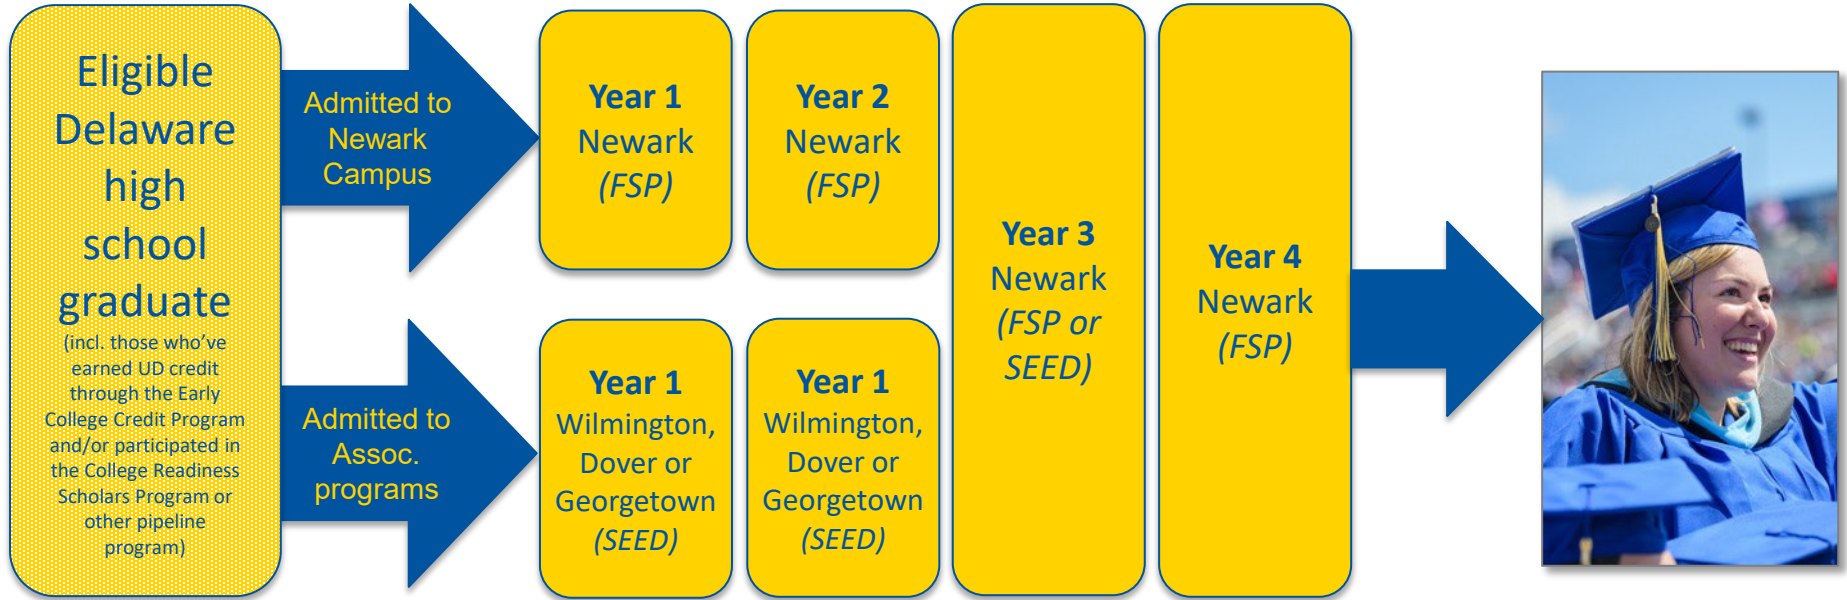 Eligible
Delaware
high
school
graduate
(incl. those who've
earned UD credit
through the Early
College Credit Program
and/or participated in
the College Readiness
Scholars Program or
other pipeline
program)
Admitted to
Newark
Campus
Year 1
Newark
(FSP)
Year 2
Newark
(FSP)
Admitted to
Assoc.
programs
Year 1
Wilmington,
Dover or
Georgetown
(SEED)
Year 1
Wilmington,
Dover or
Georgetown
(SEED)
Year 3
Newark
(FSP or
SEED)
Year 4
Newark
(FSP)